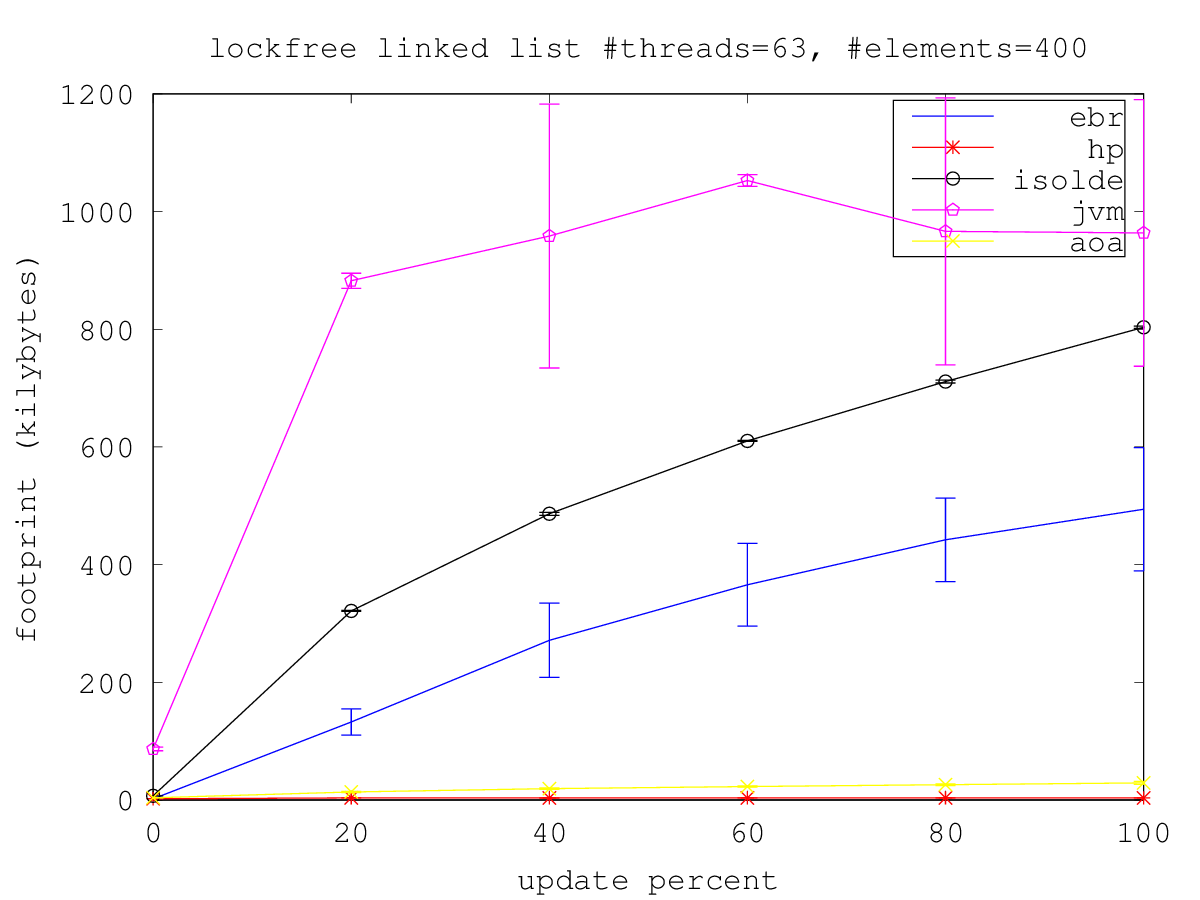 lockfree linked list #threads=63, #elements=400
1200
1000
800
600
400
200
0
footprint (kilybytes)
ebr
hp
isolde
jvm
aoa
0 20 40 60 80 100
update percent